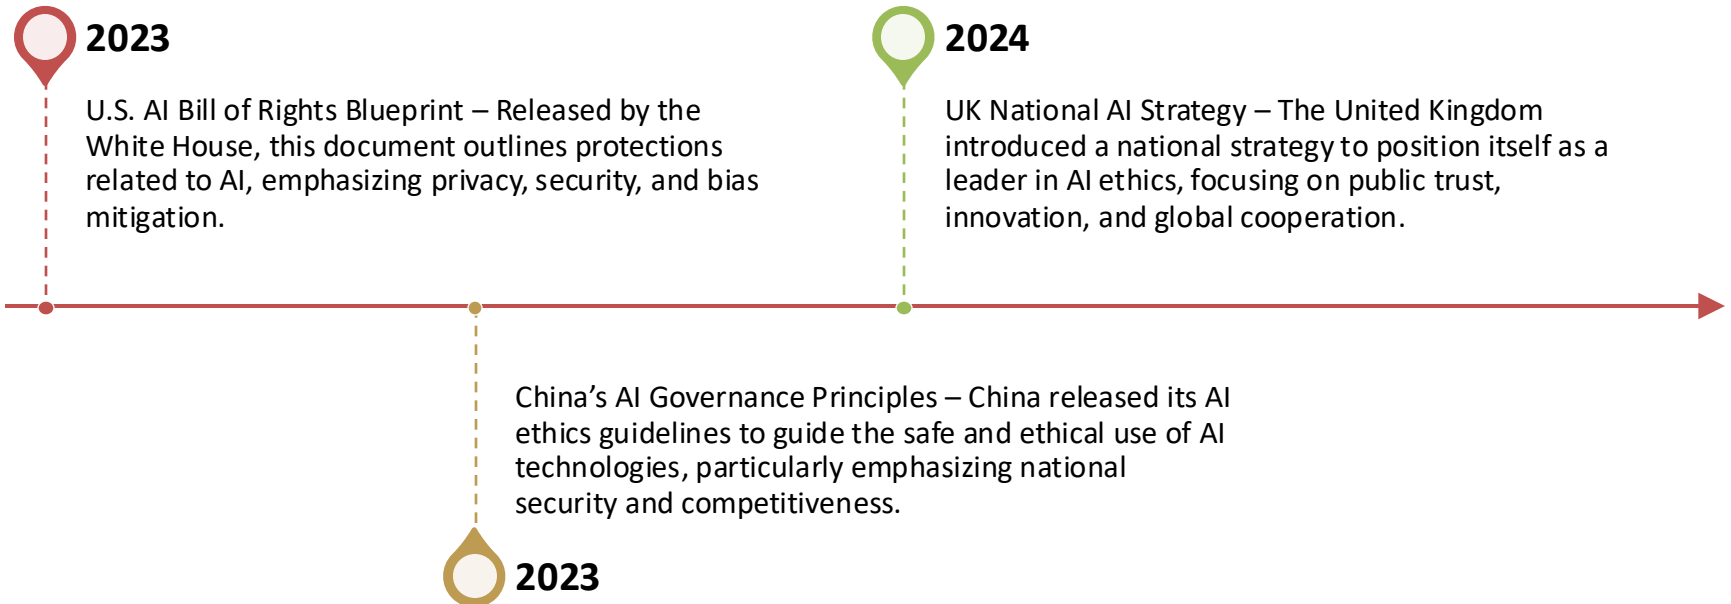 2023
U.S. AI Bill of Rights Blueprint – Released by the
White House, this document outlines protections
related to AI, emphasizing privacy, security, and bias
mitigation.
2024
UK National AI Strategy – The United Kingdom
introduced a national strategy to position itself as a
leader in AI ethics, focusing on public trust,
innovation, and global cooperation.
China’s AI Governance Principles – China released its AI
ethics guidelines to guide the safe and ethical use of AI
technologies, particularly emphasizing national
security and competitiveness.
2023